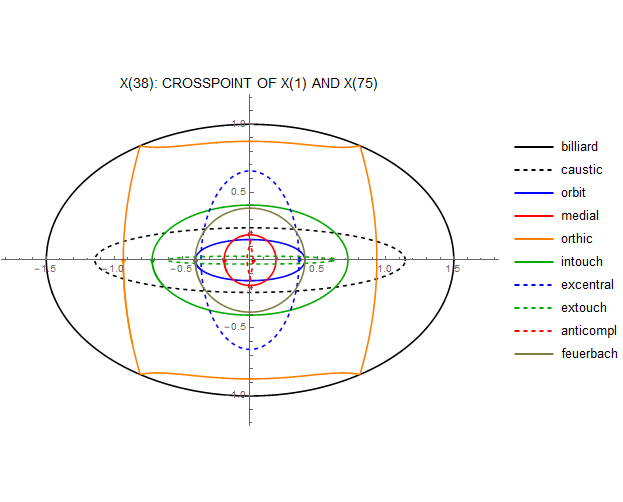 X(38): CROSSPOINT OF X(1) AND X(75)
1.0
0.5
-1.5
-1.0
-0.5
0.5
1.0
1.5
-0.5
-1.0
billiard
caustic
orbit
medial
orthic
intouch
excentral
extouch
anticompl
feuerbach